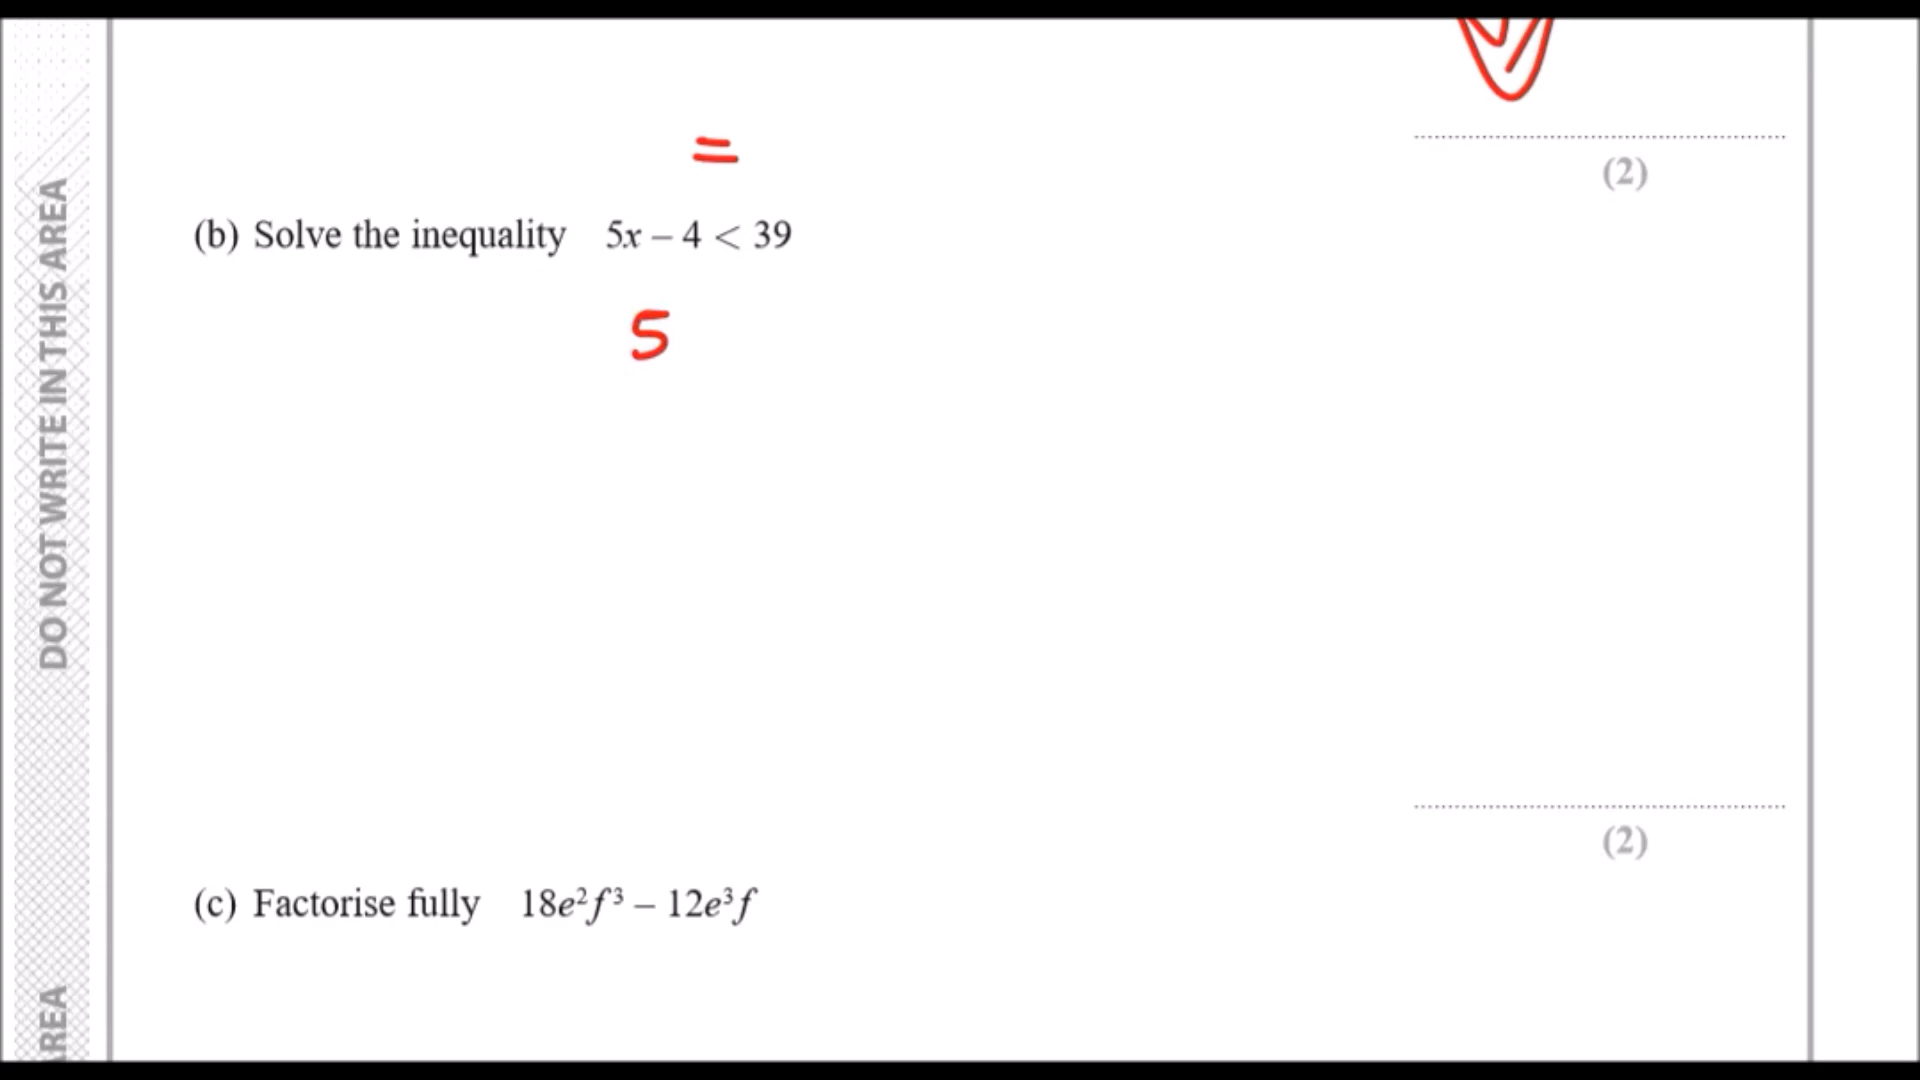 =
(2)
(b) Solve the inequality 5x – 4 < 39
5
(2)
(c) Factorise fully 18e²f³ – 12e³f
DO NOT WRITE IN THIS AREA
AREA